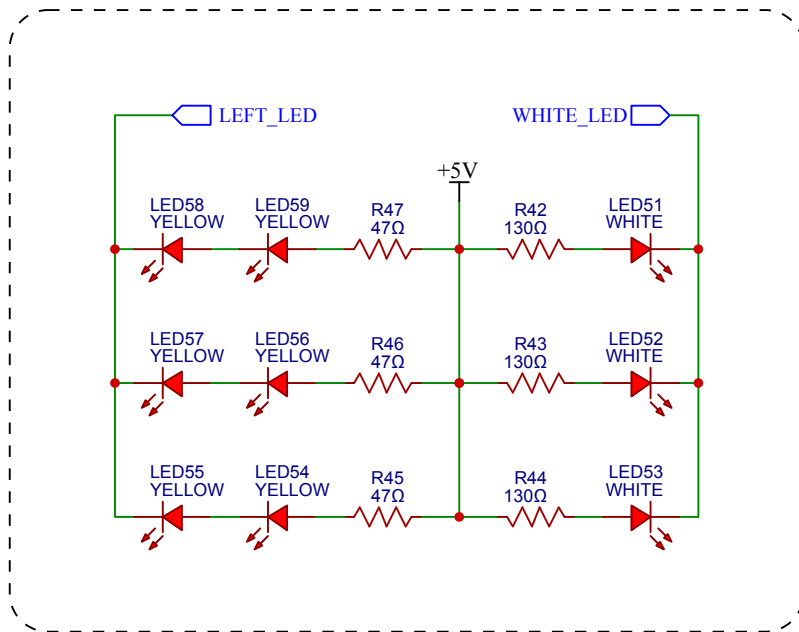 LEFT_LED
WHITE_LED
+5V
LED58
YELLOW
LED59
YELLOW
R47
47Ω
R42
130Ω
LED51
WHITE
LED57
YELLOW
LED56
YELLOW
R46
47Ω
R43
130Ω
LED52
WHITE
LED55
YELLOW
LED54
YELLOW
R45
47Ω
R44
130Ω
LED53
WHITE